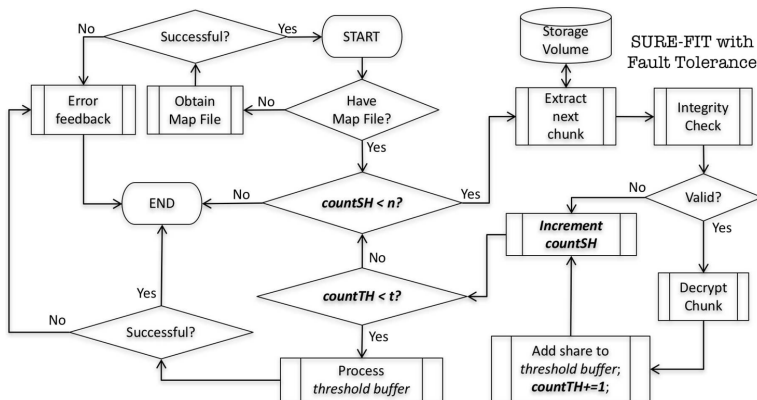 No
Successful?
Yes
START
Storage
Volume
SURE-FIT with
Fault Tolerance
Error
feedback
Obtain
Map File
No
Have
Map File?
Extract
next
chunk
Integrity
Check
Yes
END
No
countSH < n?
Yes
No
Valid?
Increment
countSH
Yes
No
countTH < t?
Decrypt
Chunk
Yes
No
Successful?
Yes
Process
threshold buffer
Add share to
threshold buffer;
countTH+=1;